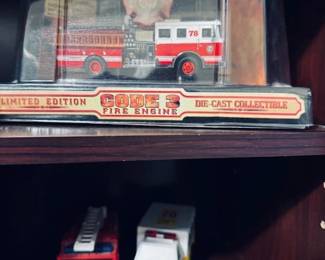 78
LIMITED EDITION CODE 3 DIE-CAST COLLECTIBLE
FIRE ENGINE